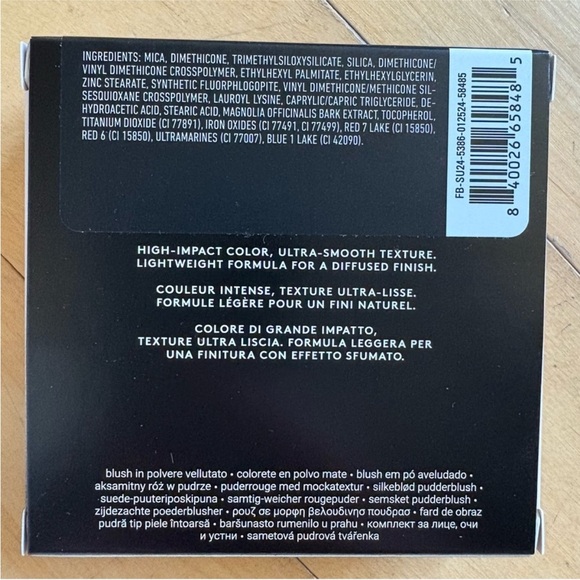 INGREDIENTS: MICA, DIMETHICONE, TRIMETHYLSILOXYSILICATE, SILICA, DIMETHICONE/
VINYL DIMETHICONE CROSSPOLYMER, ETHYLHEXYL PALMITATE, ETHYLHEXYLGLYCERIN,
ZINC STEARATE, SYNTHETIC FLUORPHLOGOPITE, VINYL DIMETHICONE/METHICONE SIL-
SESQUIOXANE CROSSPOLYMER, LAUROYL LYSINE, CAPRYLIC/CAPRIC TRIGLYCERIDE, DE-
HYDROACETIC ACID, STEARIC ACID, MAGNOLIA OFFICINALIS BARK EXTRACT, TOCOPHEROL,
TITANIUM DIOXIDE (CI 77891), IRON OXIDES (CI 77491, CI 77499), RED 7 LAKE (CI 15850),
RED 6 (CI 15850), ULTRAMARINES (CI 77007), BLUE 1 LAKE (CI 42090).
FB-SU24-5386-012524-58485
8 40026 65848 5
HIGH-IMPACT COLOR, ULTRA-SMOOTH TEXTURE.
LIGHTWEIGHT FORMULA FOR A DIFFUSED FINISH.
COULEUR INTENSE, TEXTURE ULTRA-LISSE.
FORMULE LÉGÈRE POUR UN FINI NATUREL.
COLORE DI GRANDE IMPATTO,
TEXTURE ULTRA LISCIA. FORMULA LEGGERA PER
UNA FINITURA CON EFFETTO SFUMATO.
blush in polvere vellutato • colorete en polvo mate • blush em pó aveludado •
aksamitny róż w pudrze • puderrouge med mockatextur • silkeblød pudderblush •
suede-puuteriposkipuna • samtig-weicher rougepuder • semsket pudderblush •
zijdezachte poederblusher • ρουζ σε μορφη βελουδινης πουδρασ • fard de obraz
pudră tip piele întoarsă • baršunasto rumenilo u prahu • комплект за лице, очи
и устни • sametová pudrová tvářenka